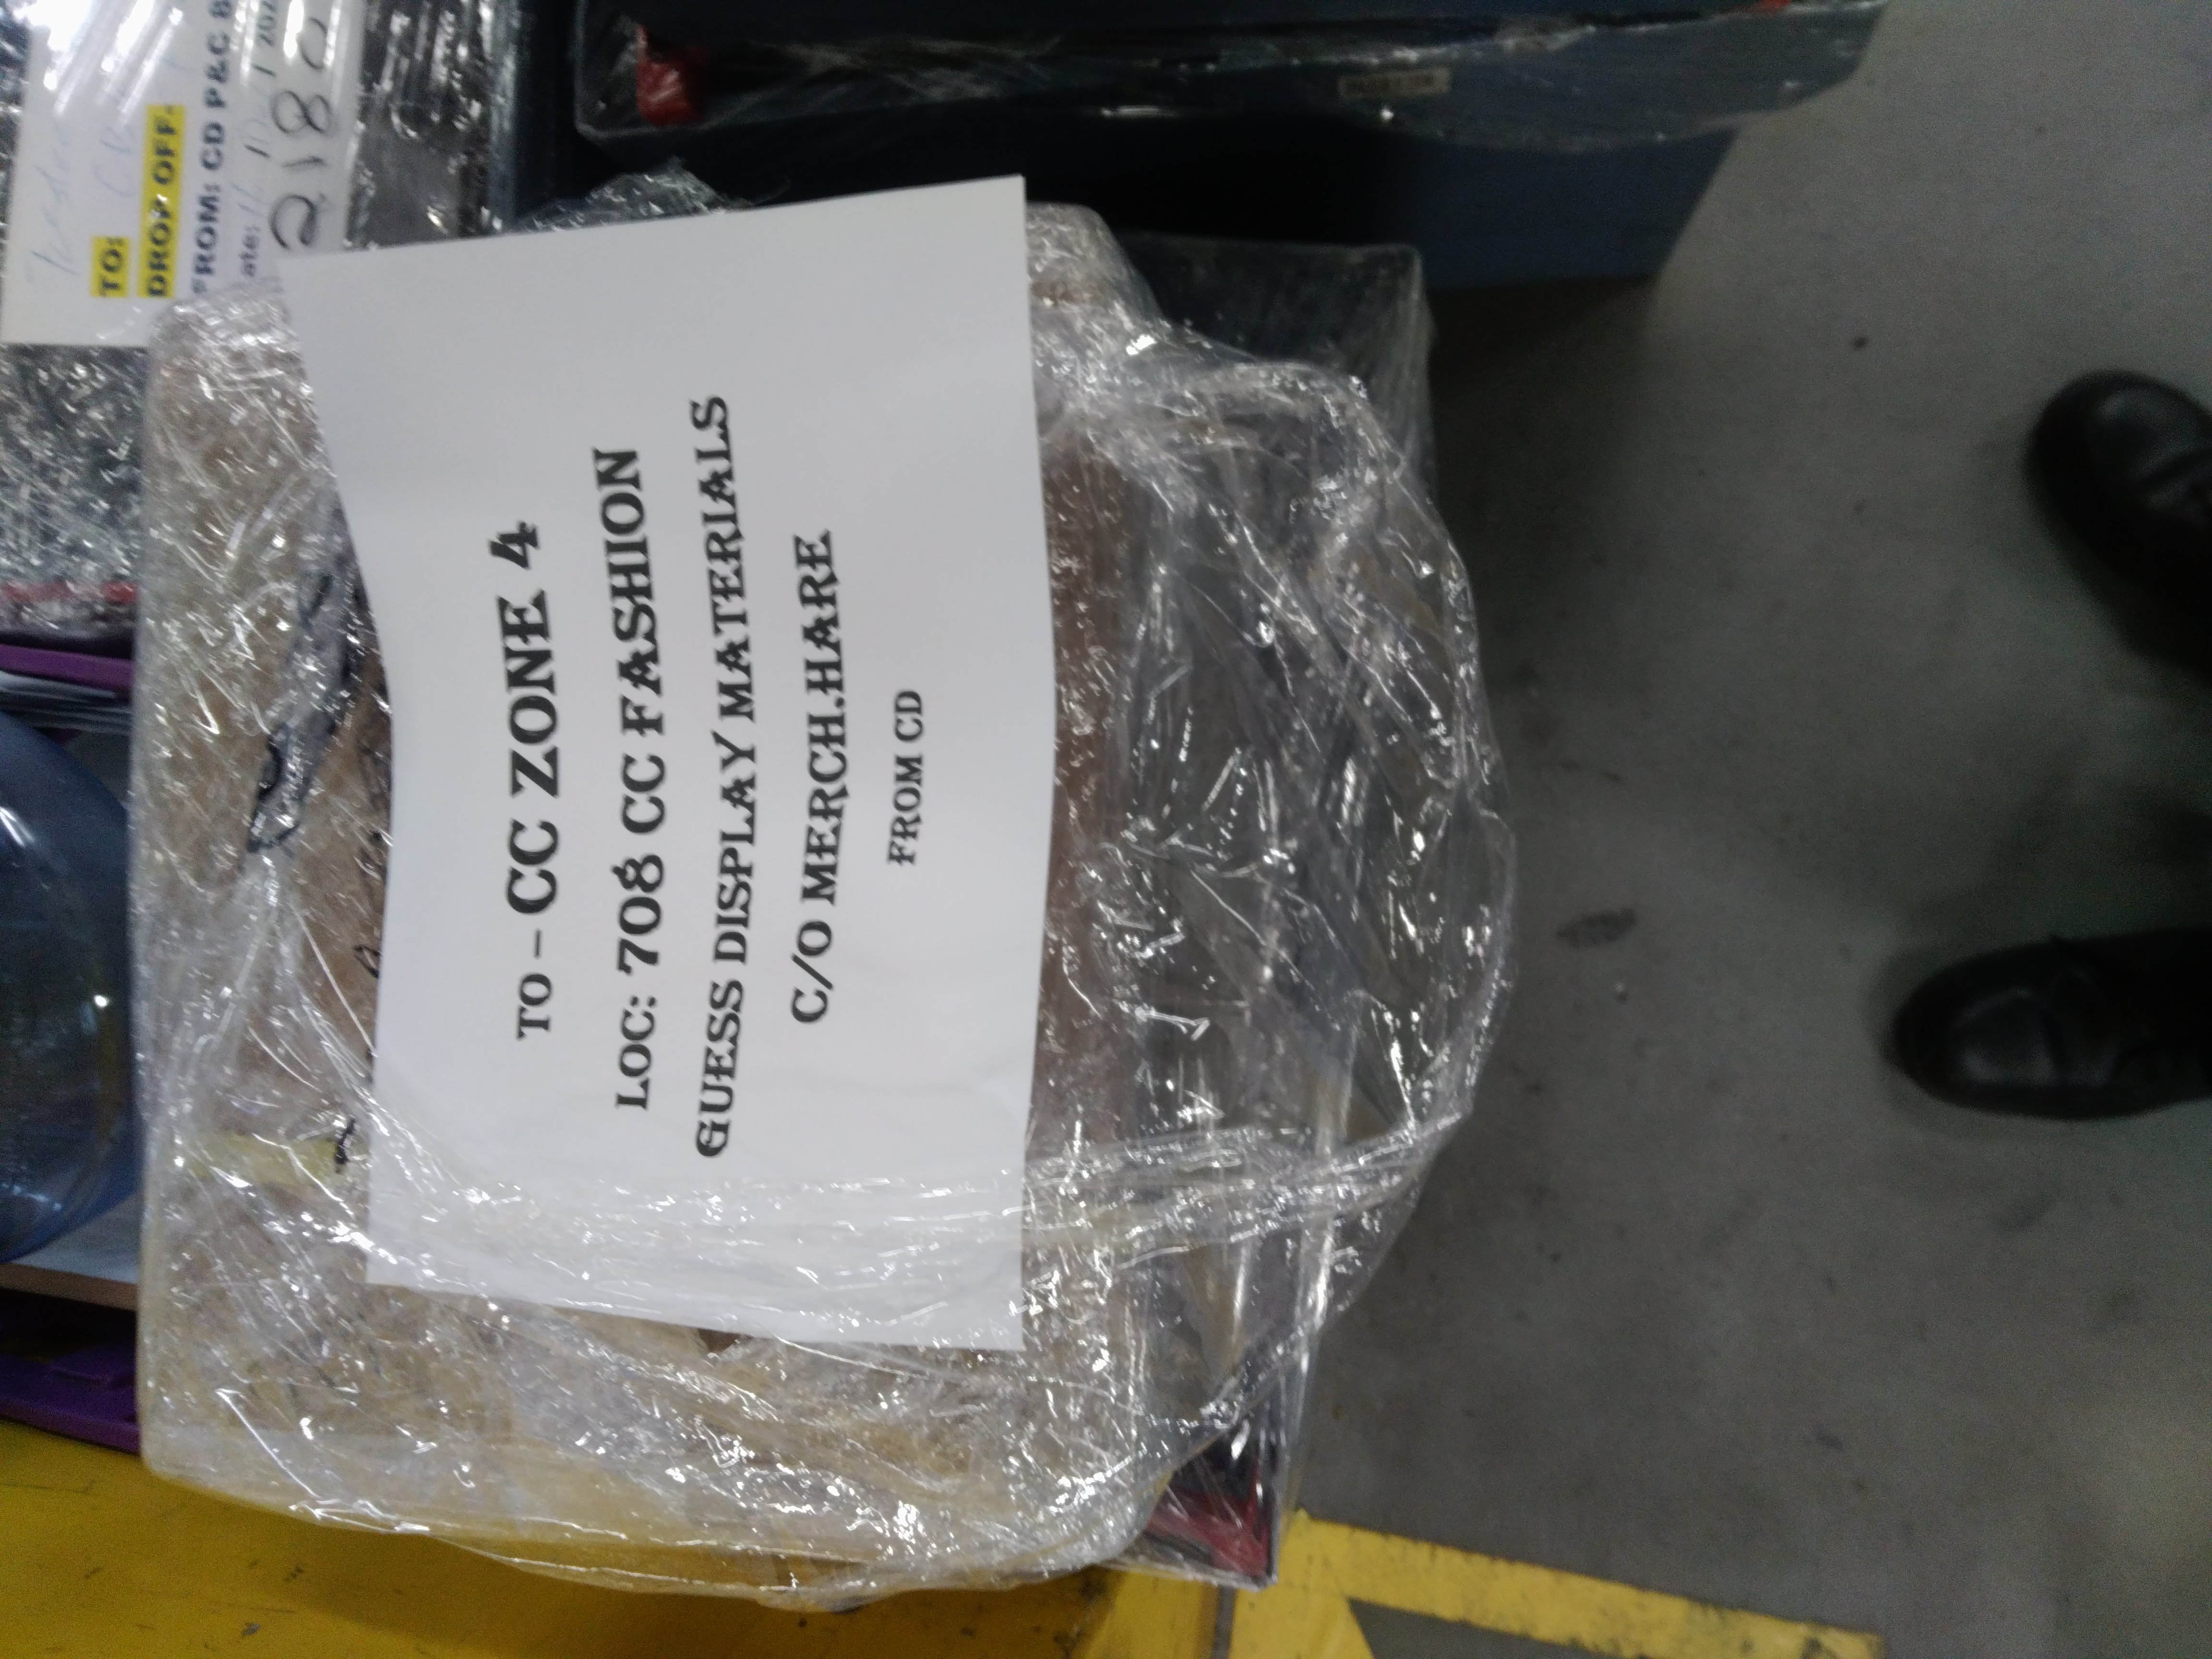 TO - CC ZONE 4
LOC: 708 CC FASHION
GUESS DISPLAY MATERIALS
C/O MERCH.HARE
FROM CD
TO:
DROP OFF:
FROM: CD P&C